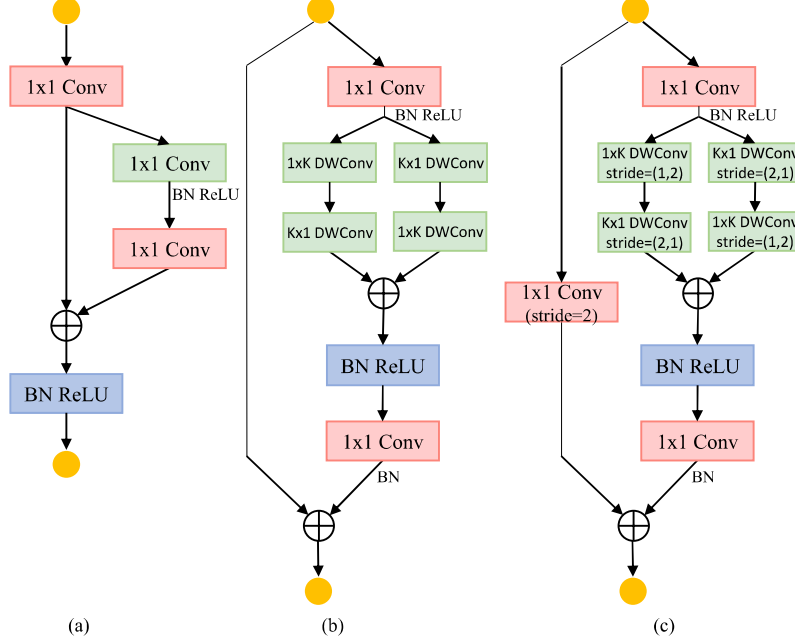 1x1 Conv
1x1 Conv
BN ReLU
1x1 Conv
BN ReLU
(a)
1x1 Conv
BN ReLU
1xK DWConv
Kx1 DWConv
Kx1 DWConv
1xK DWConv
BN ReLU
1x1 Conv
BN
(b)
1x1 Conv
BN ReLU
1xK DWConv
stride=(1,2)
Kx1 DWConv
stride=(2,1)
Kx1 DWConv
stride=(2,1)
1xK DWConv
stride=(1,2)
1x1 Conv
(stride=2)
BN ReLU
1x1 Conv
BN
(c)